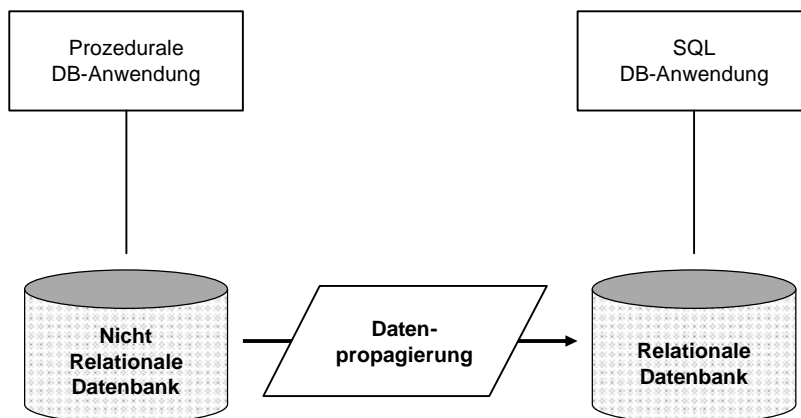 Prozedurale
DB-Anwendung
SQL
DB-Anwendung
Nicht
Relationale
Datenbank
Daten-
propagierung
Relationale
Datenbank